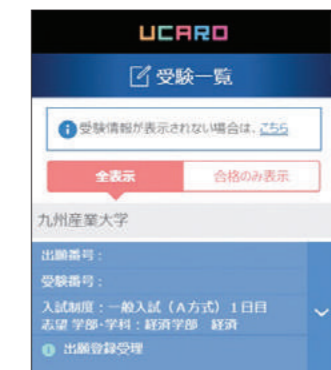 UCARO
受験一覧
受験情報が表示されない場合は、こちら
全表示 合格のみ表示
九州産業大学
出願番号：
受験番号：
入試制度：一般入試（A方式）1日目
志望 学部・学科：経済学部 経済
出願登録受理